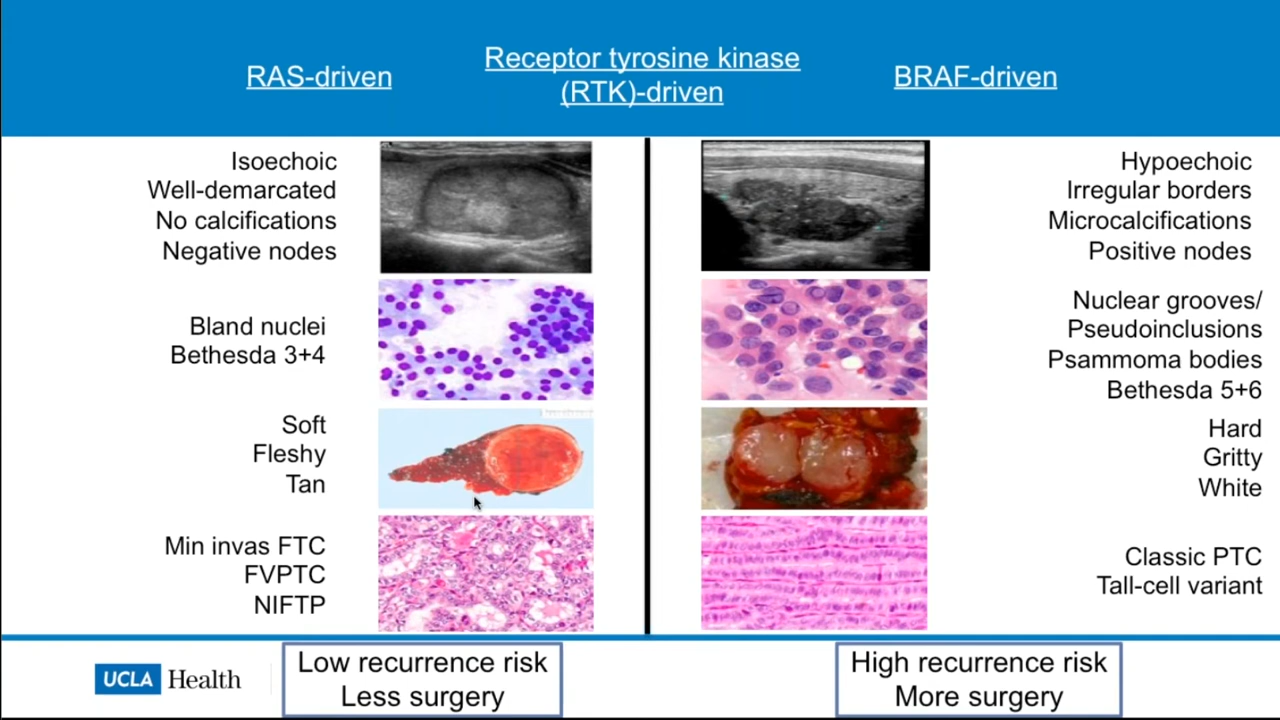 RAS-driven
Receptor tyrosine kinase
(RTK)-driven
BRAF-driven
Isoechoic
Well-demarcated
No calcifications
Negative nodes
Hypoechoic
Irregular borders
Microcalcifications
Positive nodes
Bland nuclei
Bethesda 3+4
Nuclear grooves/
Pseudoinclusions
Psammoma bodies
Bethesda 5+6
Soft
Fleshy
Tan
Hard
Gritty
White
Min invas FTC
FVPTC
NIFTP
Classic PTC
Tall-cell variant
UCLA Health
Low recurrence risk
Less surgery
High recurrence risk
More surgery